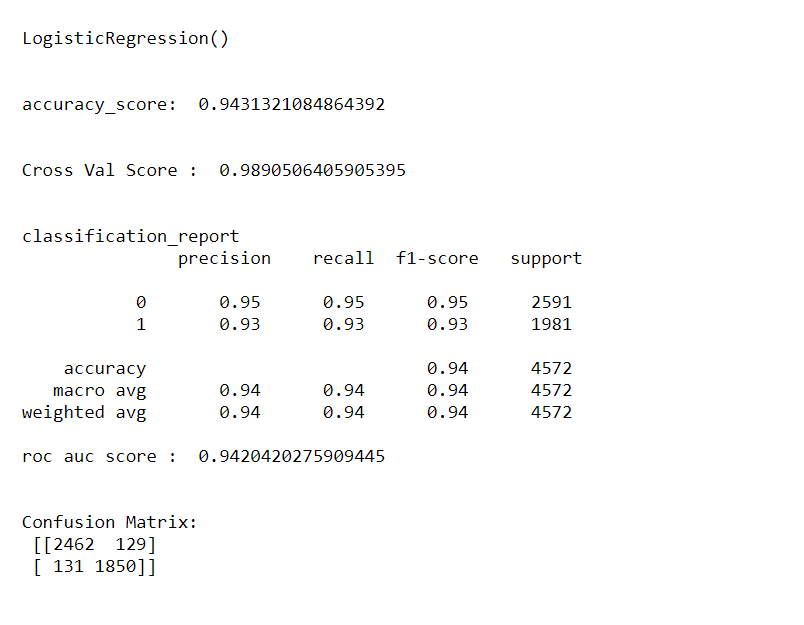 LogisticRegression()
accuracy_score:  0.9431321084864392
Cross Val Score :  0.9890506405905395
classification_report
               precision    recall  f1-score   support
           0       0.95      0.95      0.95      2591
           1       0.93      0.93      0.93      1981
    accuracy                           0.94      4572
   macro avg       0.94      0.94      0.94      4572
weighted avg       0.94      0.94      0.94      4572
roc auc score :  0.9420420275909445
Confusion Matrix:
 [[2462  129]
 [ 131 1850]]